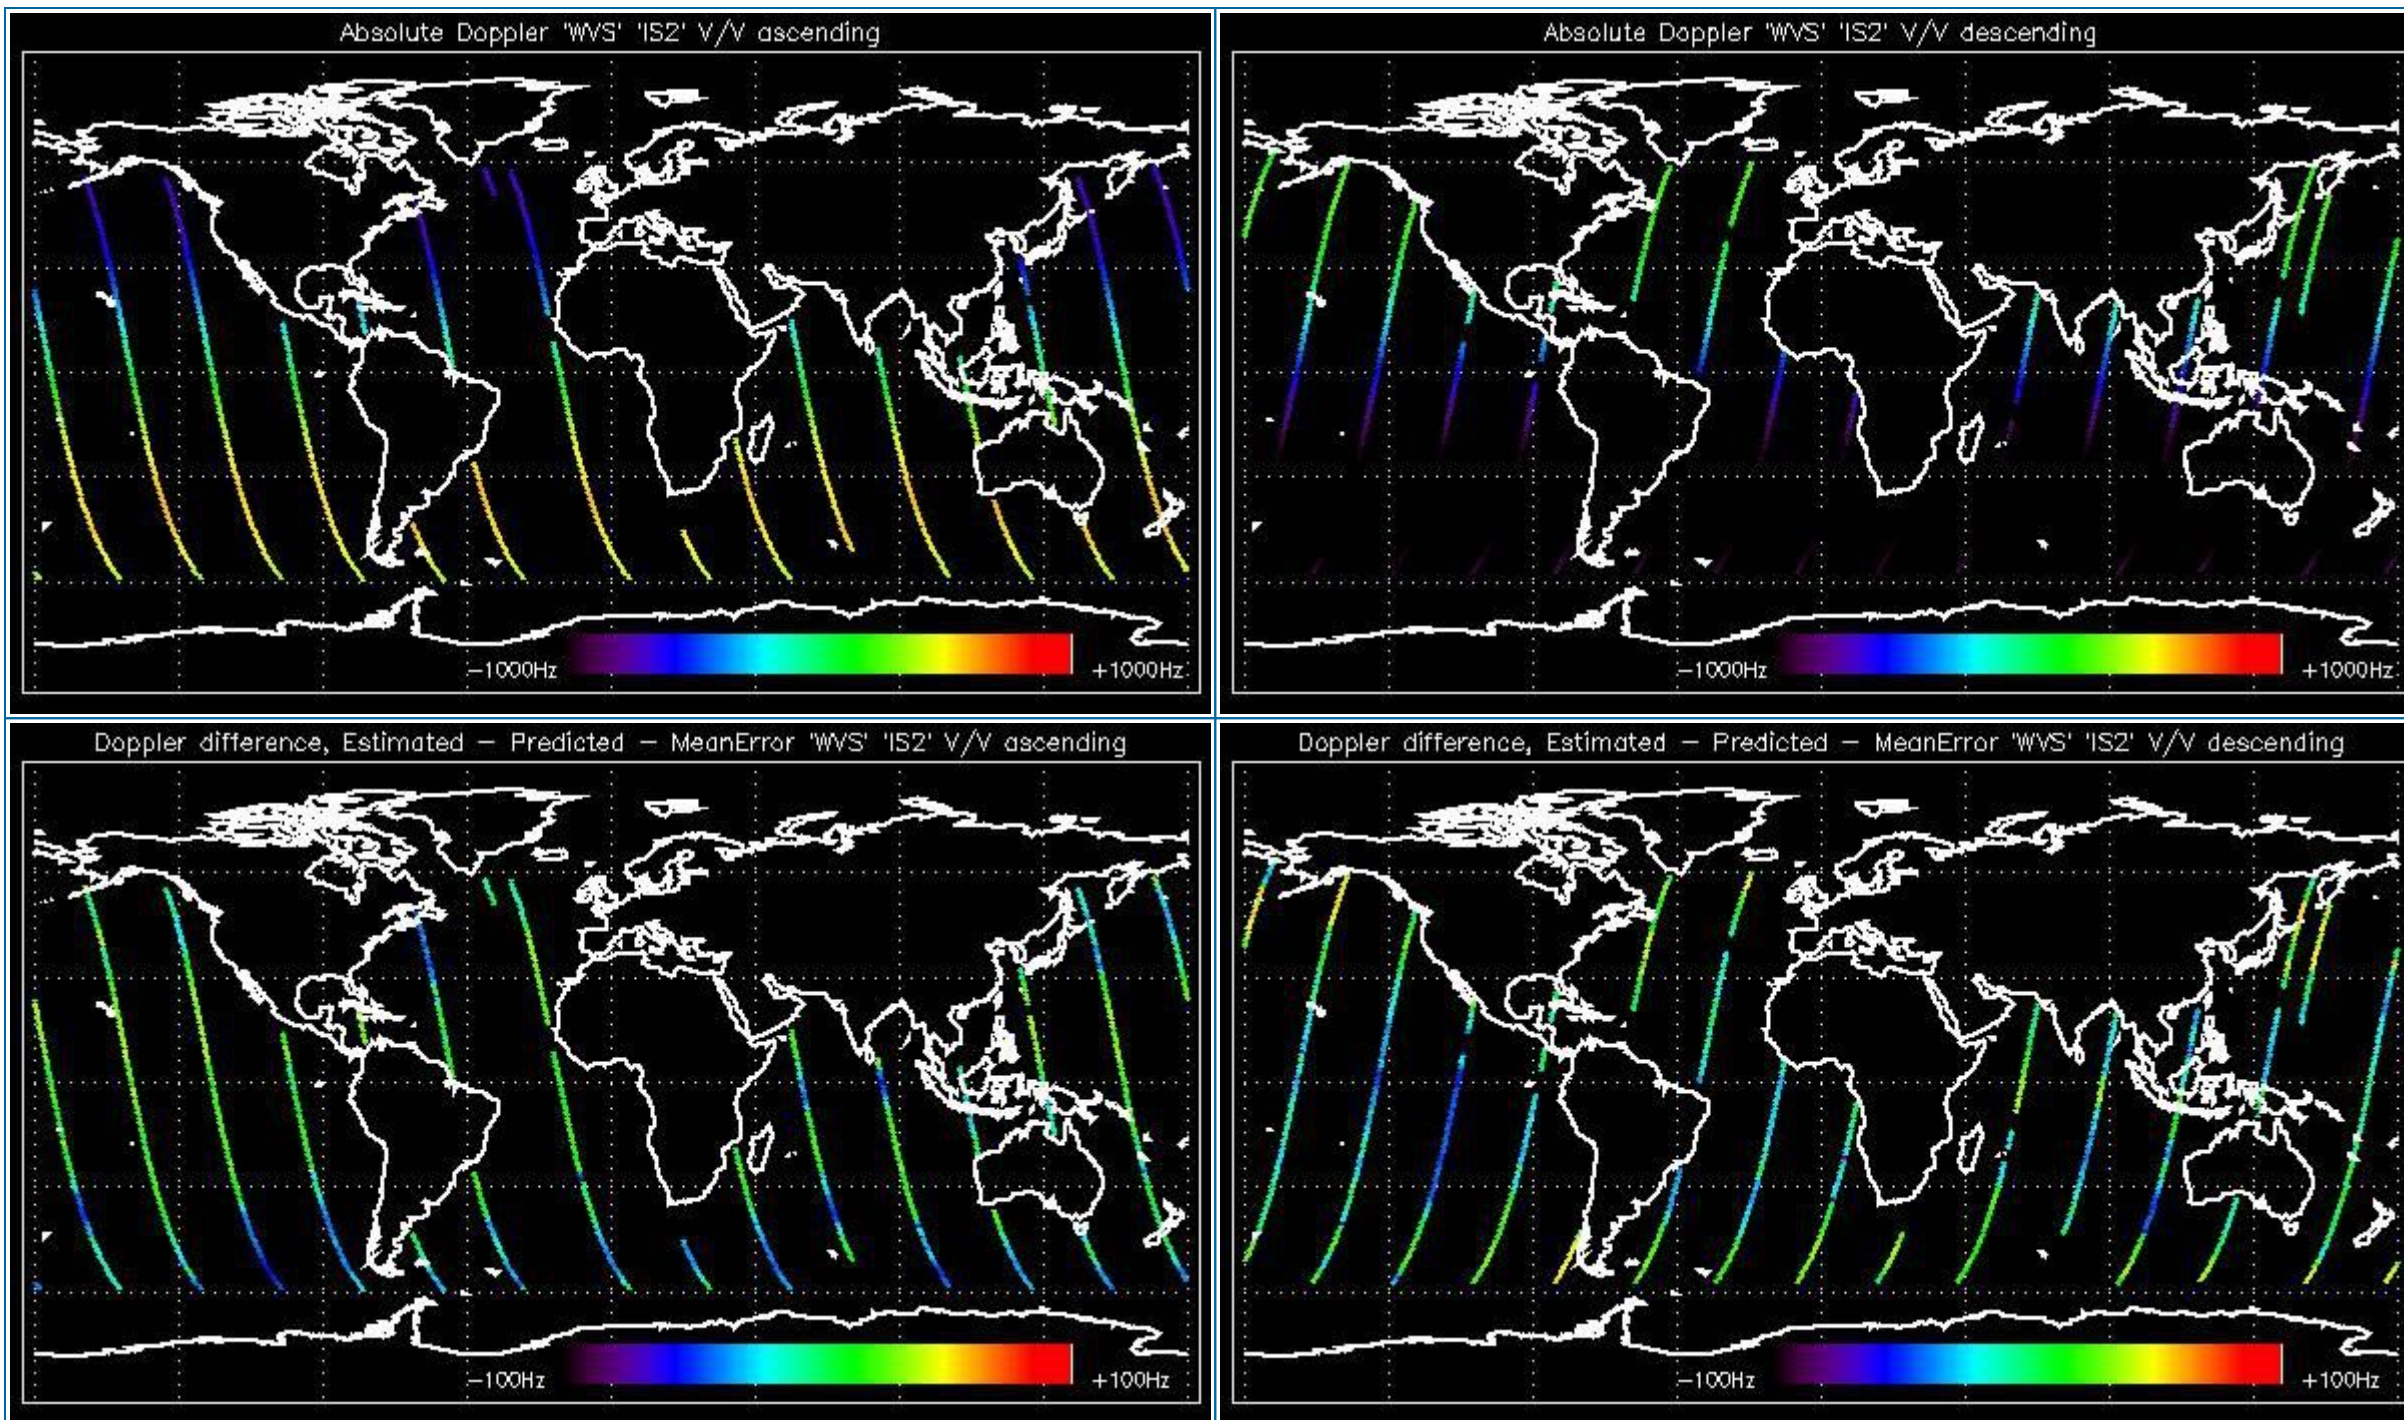 Absolute Doppler 'WVS' 'IS2' V/V ascending
-1000Hz
+1000Hz
Absolute Doppler 'WVS' 'IS2' V/V descending
-1000Hz
+1000Hz
Doppler difference, Estimated - Predicted - MeanError 'WVS' 'IS2' V/V ascending
-100Hz
+100Hz
Doppler difference, Estimated - Predicted - MeanError 'WVS' 'IS2' V/V descending
-100Hz
+100Hz